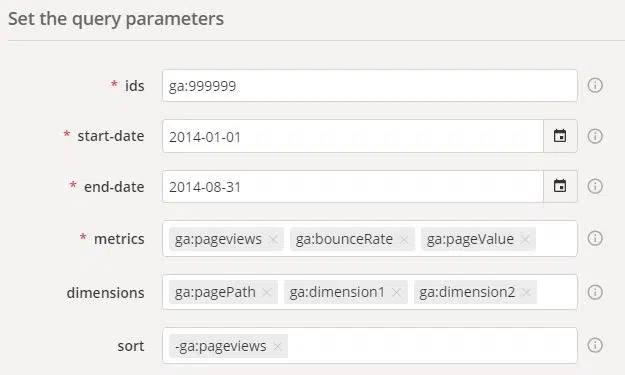 Set the query parameters
* ids ga:999999
* start-date 2014-01-01
* end-date 2014-08-31
* metrics ga:pageviews × ga:bounceRate × ga:pageValue ×
dimensions ga:pagePath × ga:dimension1 × ga:dimension2 ×
sort -ga:pageviews ×